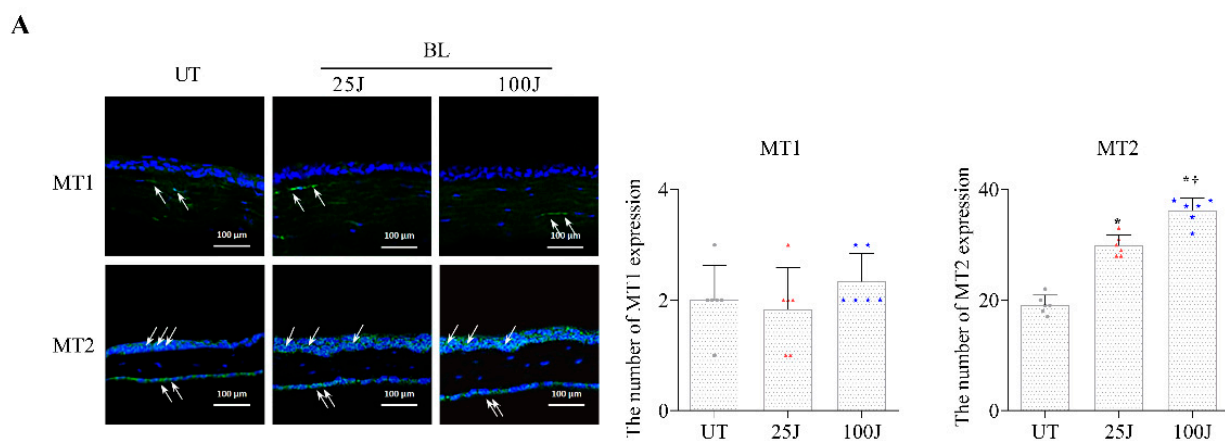 A
BL
UT
25J
100J
MT1
100 µm
100 µm
100 µm
MT2
100 µm
100 µm
100 µm
MT1
The number of MT1 expression
4
2
0
UT
25J
100J
MT2
The number of MT2 expression
40
20
0
*
*†
UT
25J
100J